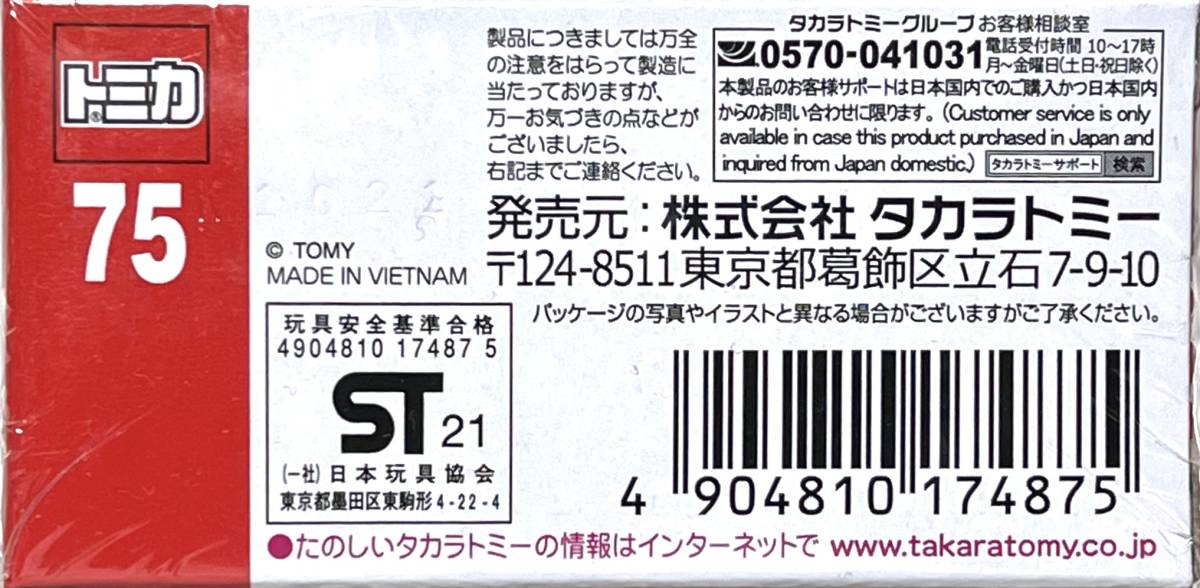 トミカ®
75
製品につきましては万全
の注意をはらって製造に
当たっておりますが、
万一お気づきの点などが
ございましたら、
右記までご連絡ください。
タカラトミーグループ お客様相談室
0570-041031 電話受付時間 10〜17時
月〜金曜日(土日・祝日除く)
本製品のお客様サポートは日本国内でのご購入かつ日本国内
からのお問い合わせに限ります。(Customer service is only
available in case this product purchased in Japan and
inquired from Japan domestic.) タカラトミーサポート 検索
発売元：株式会社 タカラトミー
〒124-8511東京都葛飾区立石7-9-10
© TOMY
MADE IN VIETNAM
パッケージの写真やイラストと異なる場合がございますがご了承ください。
玩具安全基準合格
4904810 17487 5
ST 21
(一社)日本玩具協会
東京都墨田区東駒形4-22-4
4 904810 174875
●たのしいタカラトミーの情報はインターネットで www.takaratomy.co.jp